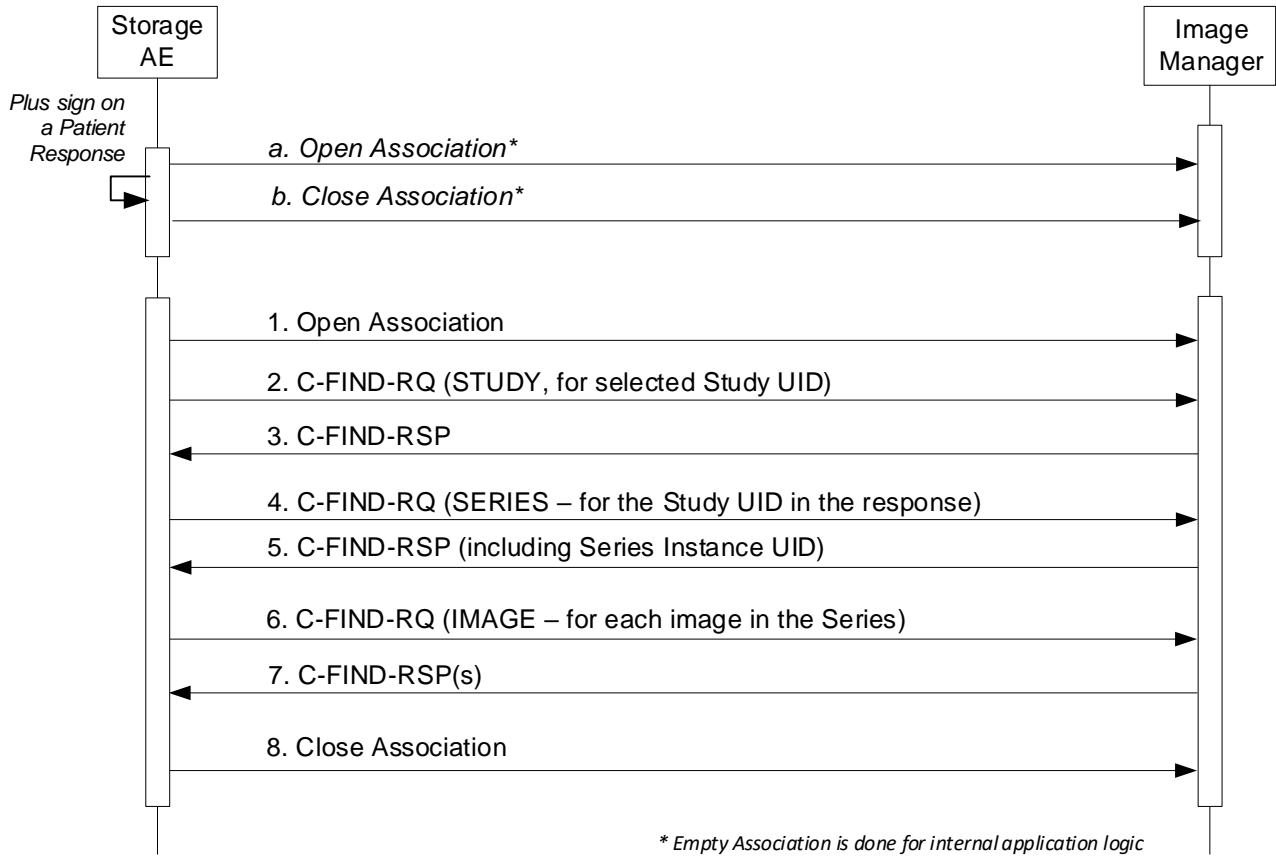 Storage
AE
Image
Manager
Plus sign on
a Patient
Response
a. Open Association*
b. Close Association*
1. Open Association
2. C-FIND-RQ (STUDY, for selected Study UID)
3. C-FIND-RSP
4. C-FIND-RQ (SERIES – for the Study UID in the response)
5. C-FIND-RSP (including Series Instance UID)
6. C-FIND-RQ (IMAGE – for each image in the Series)
7. C-FIND-RSP(s)
8. Close Association
* Empty Association is done for internal application logic